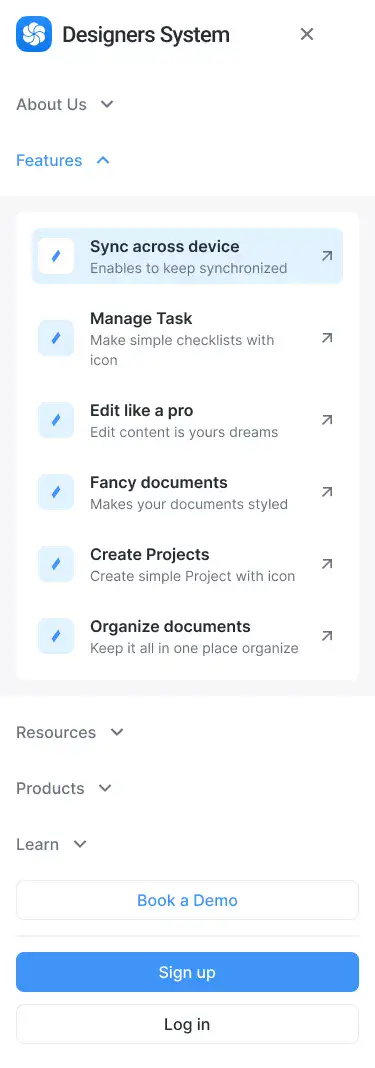 Designers System
About Us
Features
Sync across device
Enables to keep synchronized
Manage Task
Make simple checklists with
icon
Edit like a pro
Edit content is yours dreams
Fancy documents
Makes your documents styled
Create Projects
Create simple Project with icon
Organize documents
Keep it all in one place organize
Resources
Products
Learn
Book a Demo
Sign up
Log in